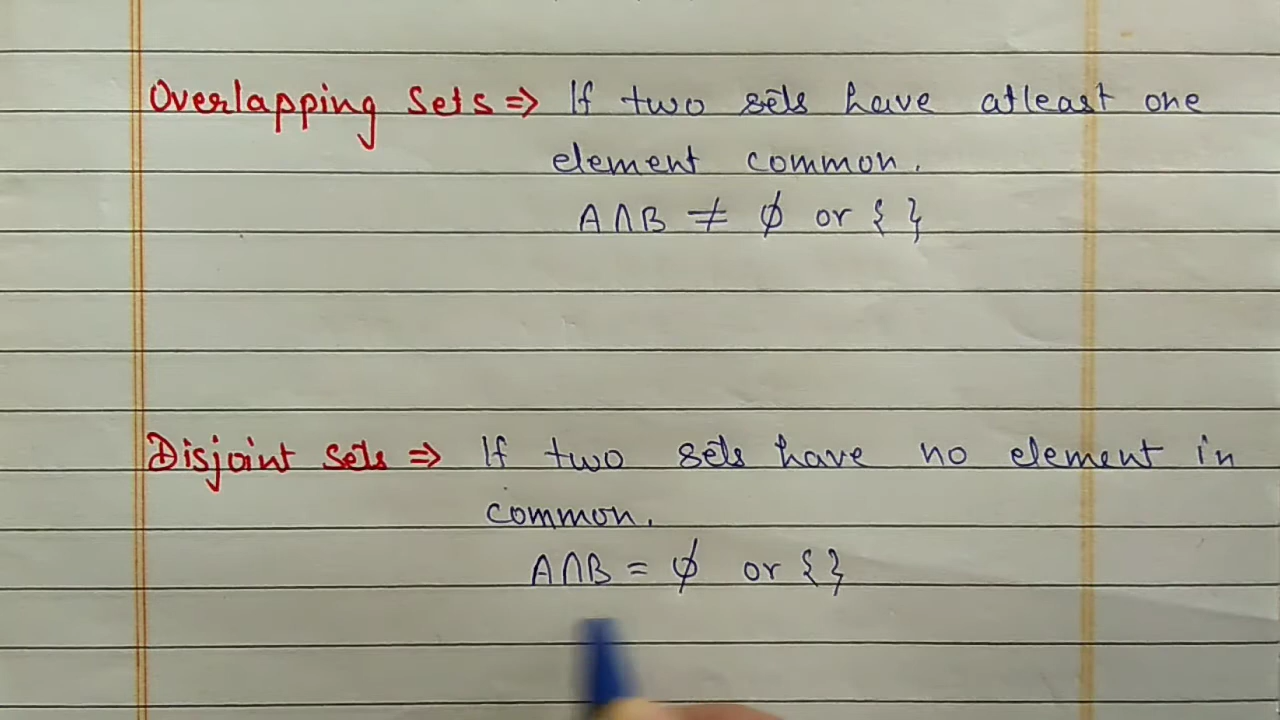 Overlapping Sets ⇒ If two sets have atleast one
element common.
A∩B ≠ ϕ or { }
Disjoint sets ⇒ If two sets have no element in
common.
A∩B = ϕ or { }